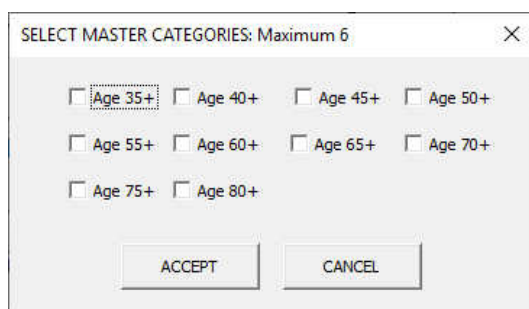 SELECT MASTER CATEGORIES: Maximum 6
Age 35+ Age 40+ Age 45+ Age 50+
Age 55+ Age 60+ Age 65+ Age 70+
Age 75+ Age 80+
ACCEPT CANCEL